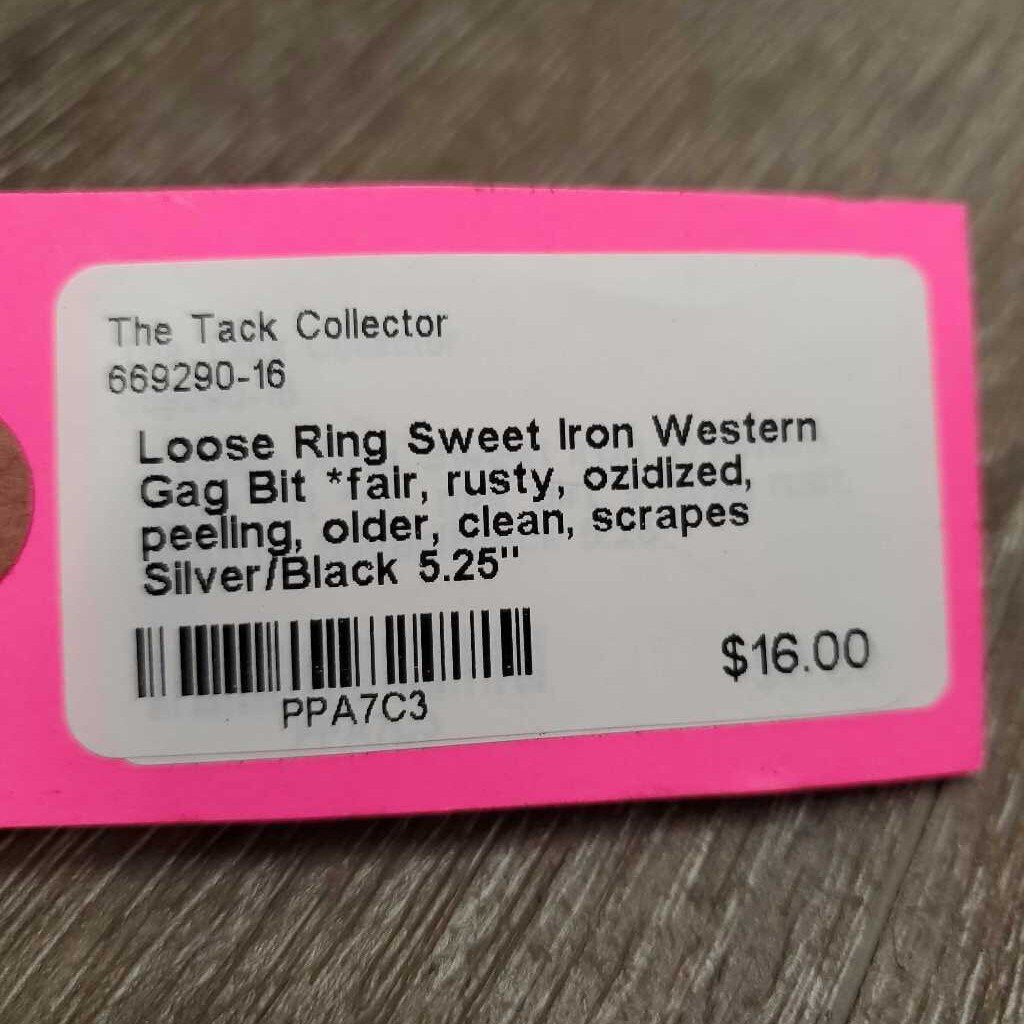 The Tack Collector
669290-16
Loose Ring Sweet Iron Western
Gag Bit *fair, rusty, ozidized,
peeling, older, clean, scrapes
Silver/Black 5.25"
PPA7C3
$16.00